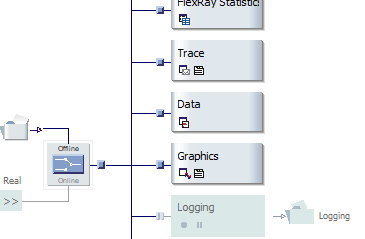 FlexRay Statistics
Trace
Data
Offline
Graphics
Online
Real
>>
Logging
Logging